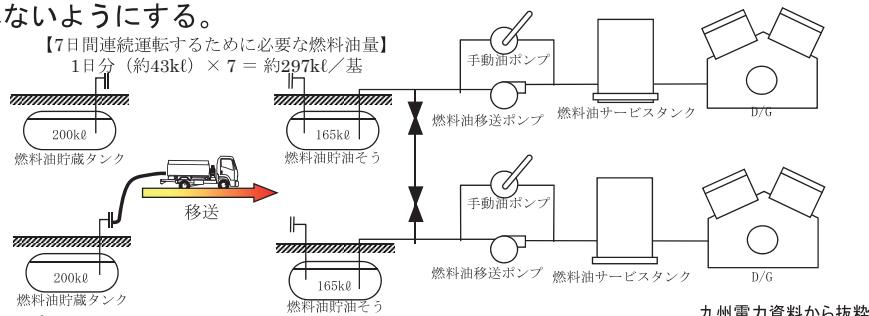 ないようにする。
【7日間連続運転するために必要な燃料油量】
1日分（約43kℓ）× 7 = 約297kℓ／基
手動油ポンプ
200kℓ
165kℓ
燃料油移送ポンプ
燃料油サービスタンク
D/G
燃料油貯蔵タンク
燃料油貯油そう
移送
手動油ポンプ
200kℓ
165kℓ
燃料油移送ポンプ
燃料油サービスタンク
D/G
燃料油貯蔵タンク
燃料油貯油そう
九州電力資料から抜粋